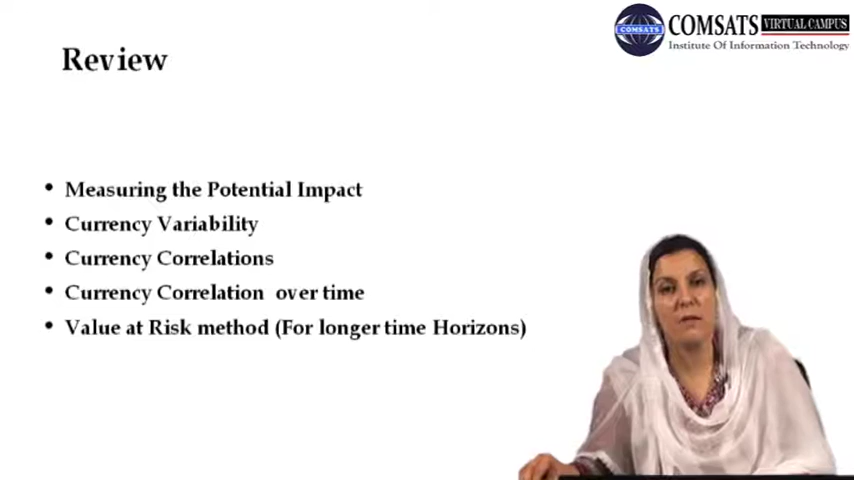 COMSATS VIRTUAL CAMPUS
COMSATS
Institute Of Information Technology
Review
• Measuring the Potential Impact
• Currency Variability
• Currency Correlations
• Currency Correlation over time
• Value at Risk method (For longer time Horizons)